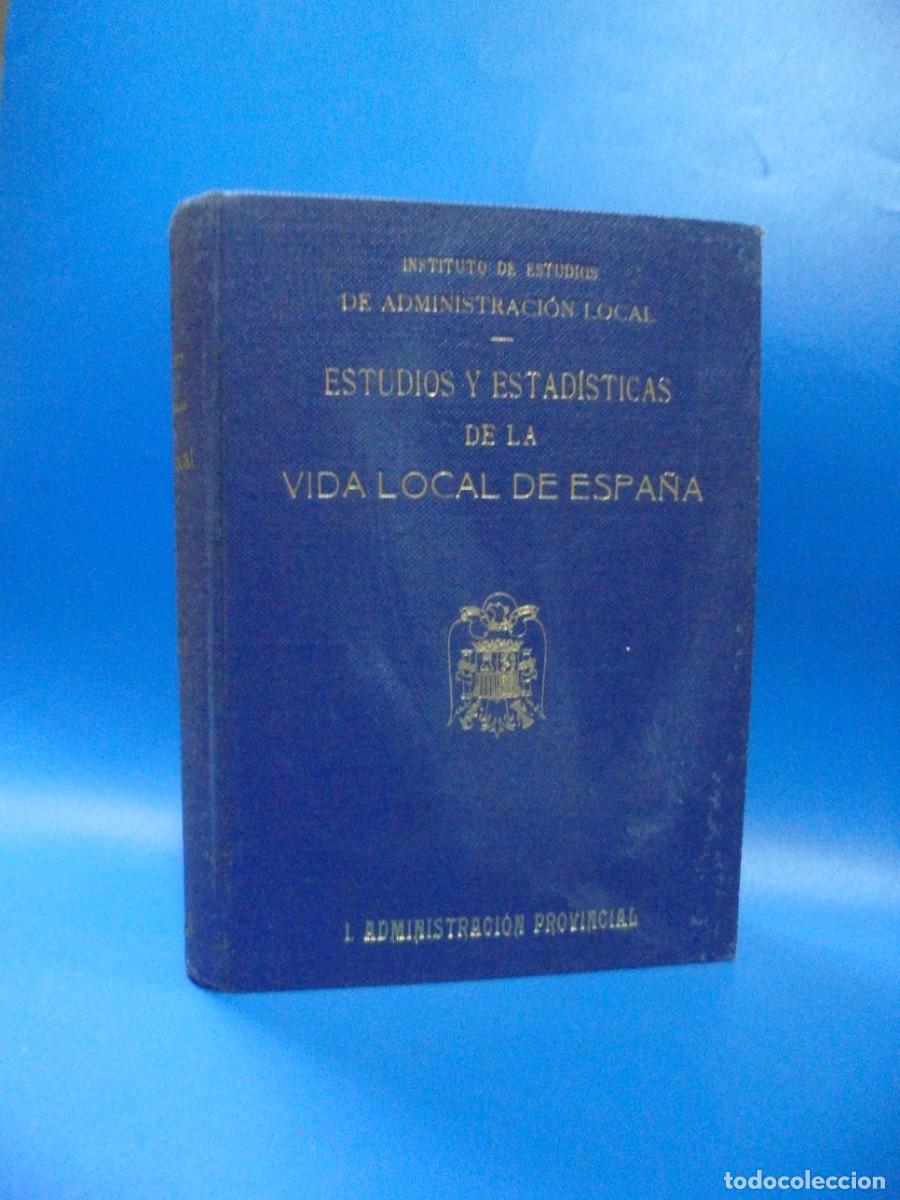 INSTITUTO DE ESTUDIOS
DE ADMINISTRACIÓN LOCAL
ESTUDIOS Y ESTADÍSTICAS
DE LA
VIDA LOCAL DE ESPAÑA
I. ADMINISTRACIÓN PROVINCIAL
todocoleccion